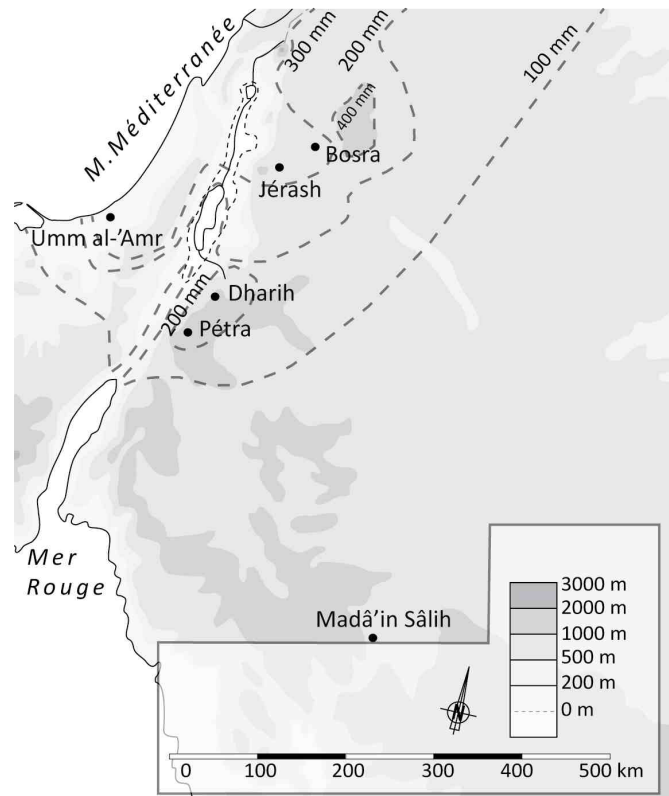 M. Méditerranée
300 mm
200 mm
100 mm
400 mm
Bosra
Jérash
Umm al-'Amr
Dharih
200 mm
Pétra
Mer
Rouge
Madâ'in Sâlih
3000 m
2000 m
1000 m
500 m
200 m
0 m
N
0 100 200 300 400 500 km